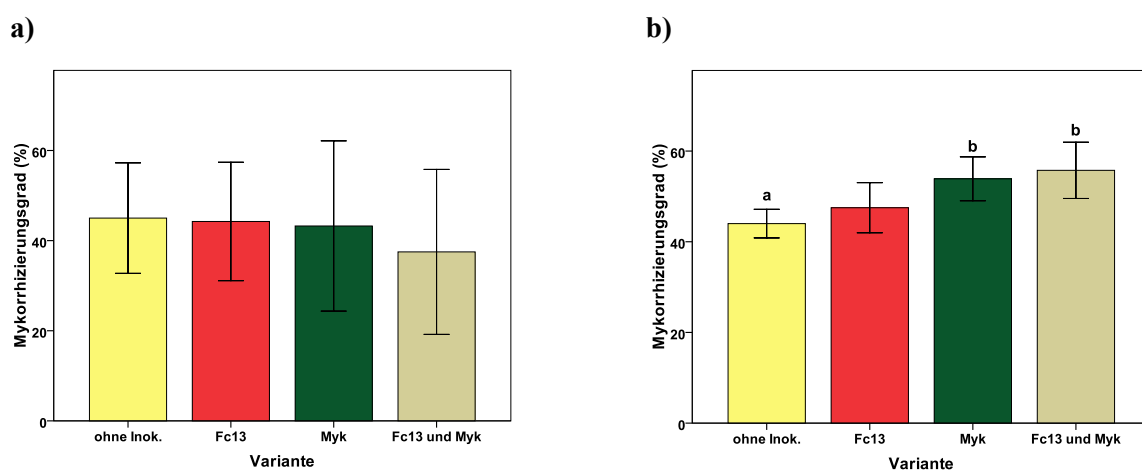 a)
Mykorrhizierungsgrad (%)
60
40
20
0
ohne Inok.
Fc13
Myk
Fc13 und Myk
Variante
b)
Mykorrhizierungsgrad (%)
60
40
20
0
a
b
b
ohne Inok.
Fc13
Myk
Fc13 und Myk
Variante